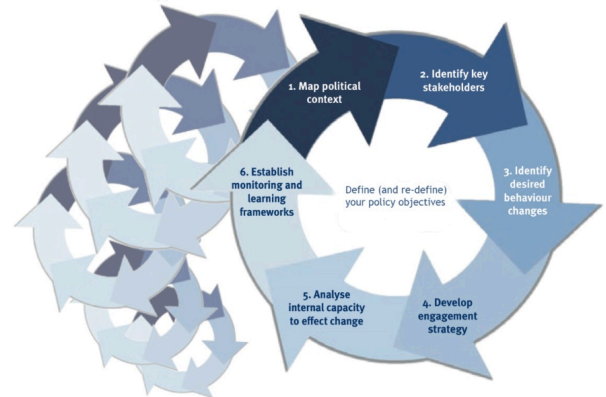 1. Map political
context
2. Identify key
stakeholders
3. Identify
desired
behaviour
changes
4. Develop
engagement
strategy
5. Analyse
internal capacity
to effect change
6. Establish
monitoring and
learning
frameworks
Define (and re-define)
your policy objectives